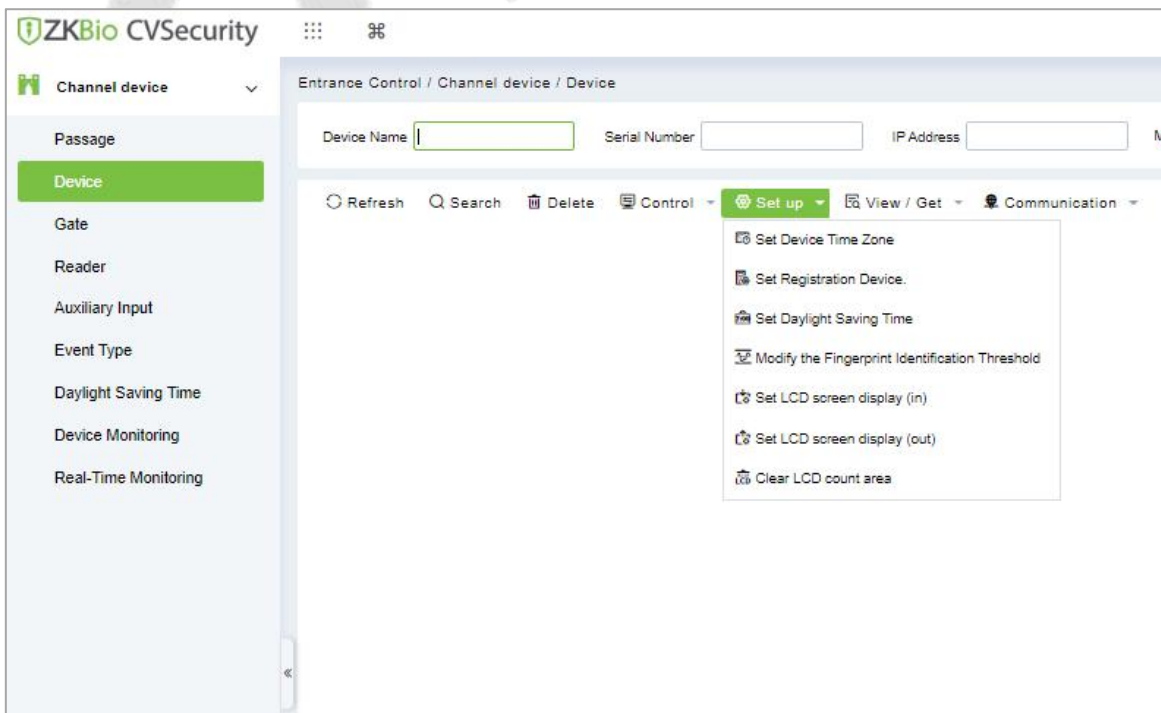 ZKBio CVSecurity
Channel device
Entrance Control / Channel device / Device
Passage
Device
Gate
Reader
Auxiliary Input
Event Type
Daylight Saving Time
Device Monitoring
Real-Time Monitoring
Device Name Serial Number IP Address M
Refresh Search Delete Control Set up View / Get Communication
Set Device Time Zone
Set Registration Device.
Set Daylight Saving Time
Modify the Fingerprint Identification Threshold
Set LCD screen display (in)
Set LCD screen display (out)
Clear LCD count area